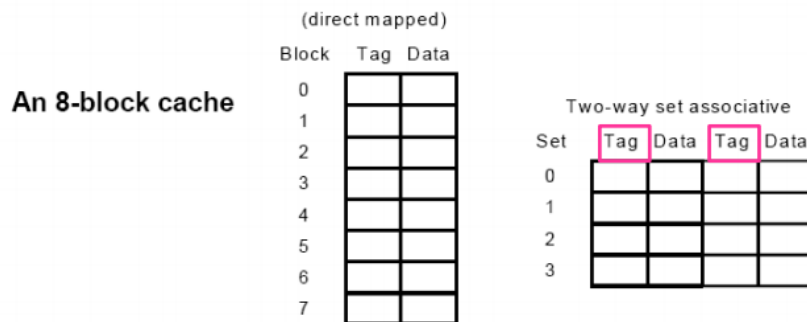 An 8-block cache
(direct mapped)
Block Tag Data
0
1
2
3
4
5
6
7
Two-way set associative
Set Tag Data Tag Data
0
1
2
3